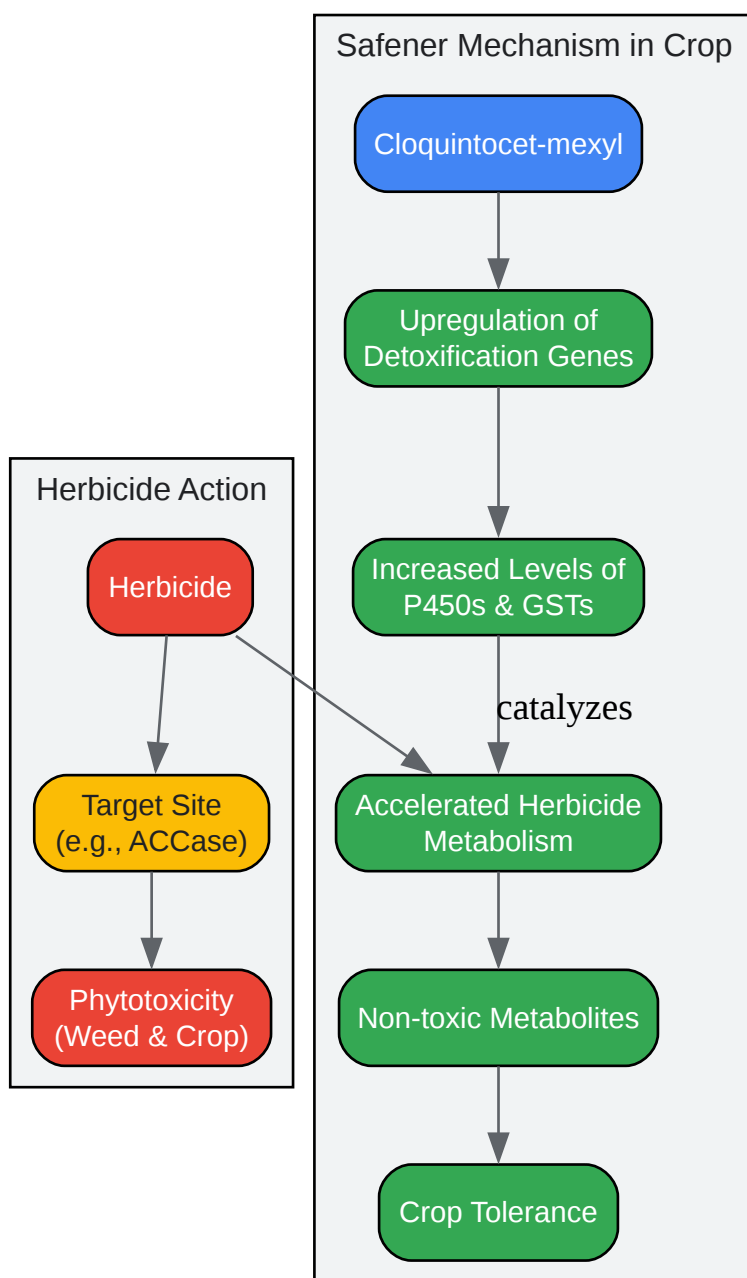 Safener Mechanism in Crop
Cloquintocet-mexyl
Upregulation of
Detoxification Genes
Herbicide Action
Herbicide
Increased Levels of
P450s & GSTs
catalyzes
Target Site
(e.g., ACCase)
Accelerated Herbicide
Metabolism
Phytotoxicity
(Weed & Crop)
Non-toxic Metabolites
Crop Tolerance